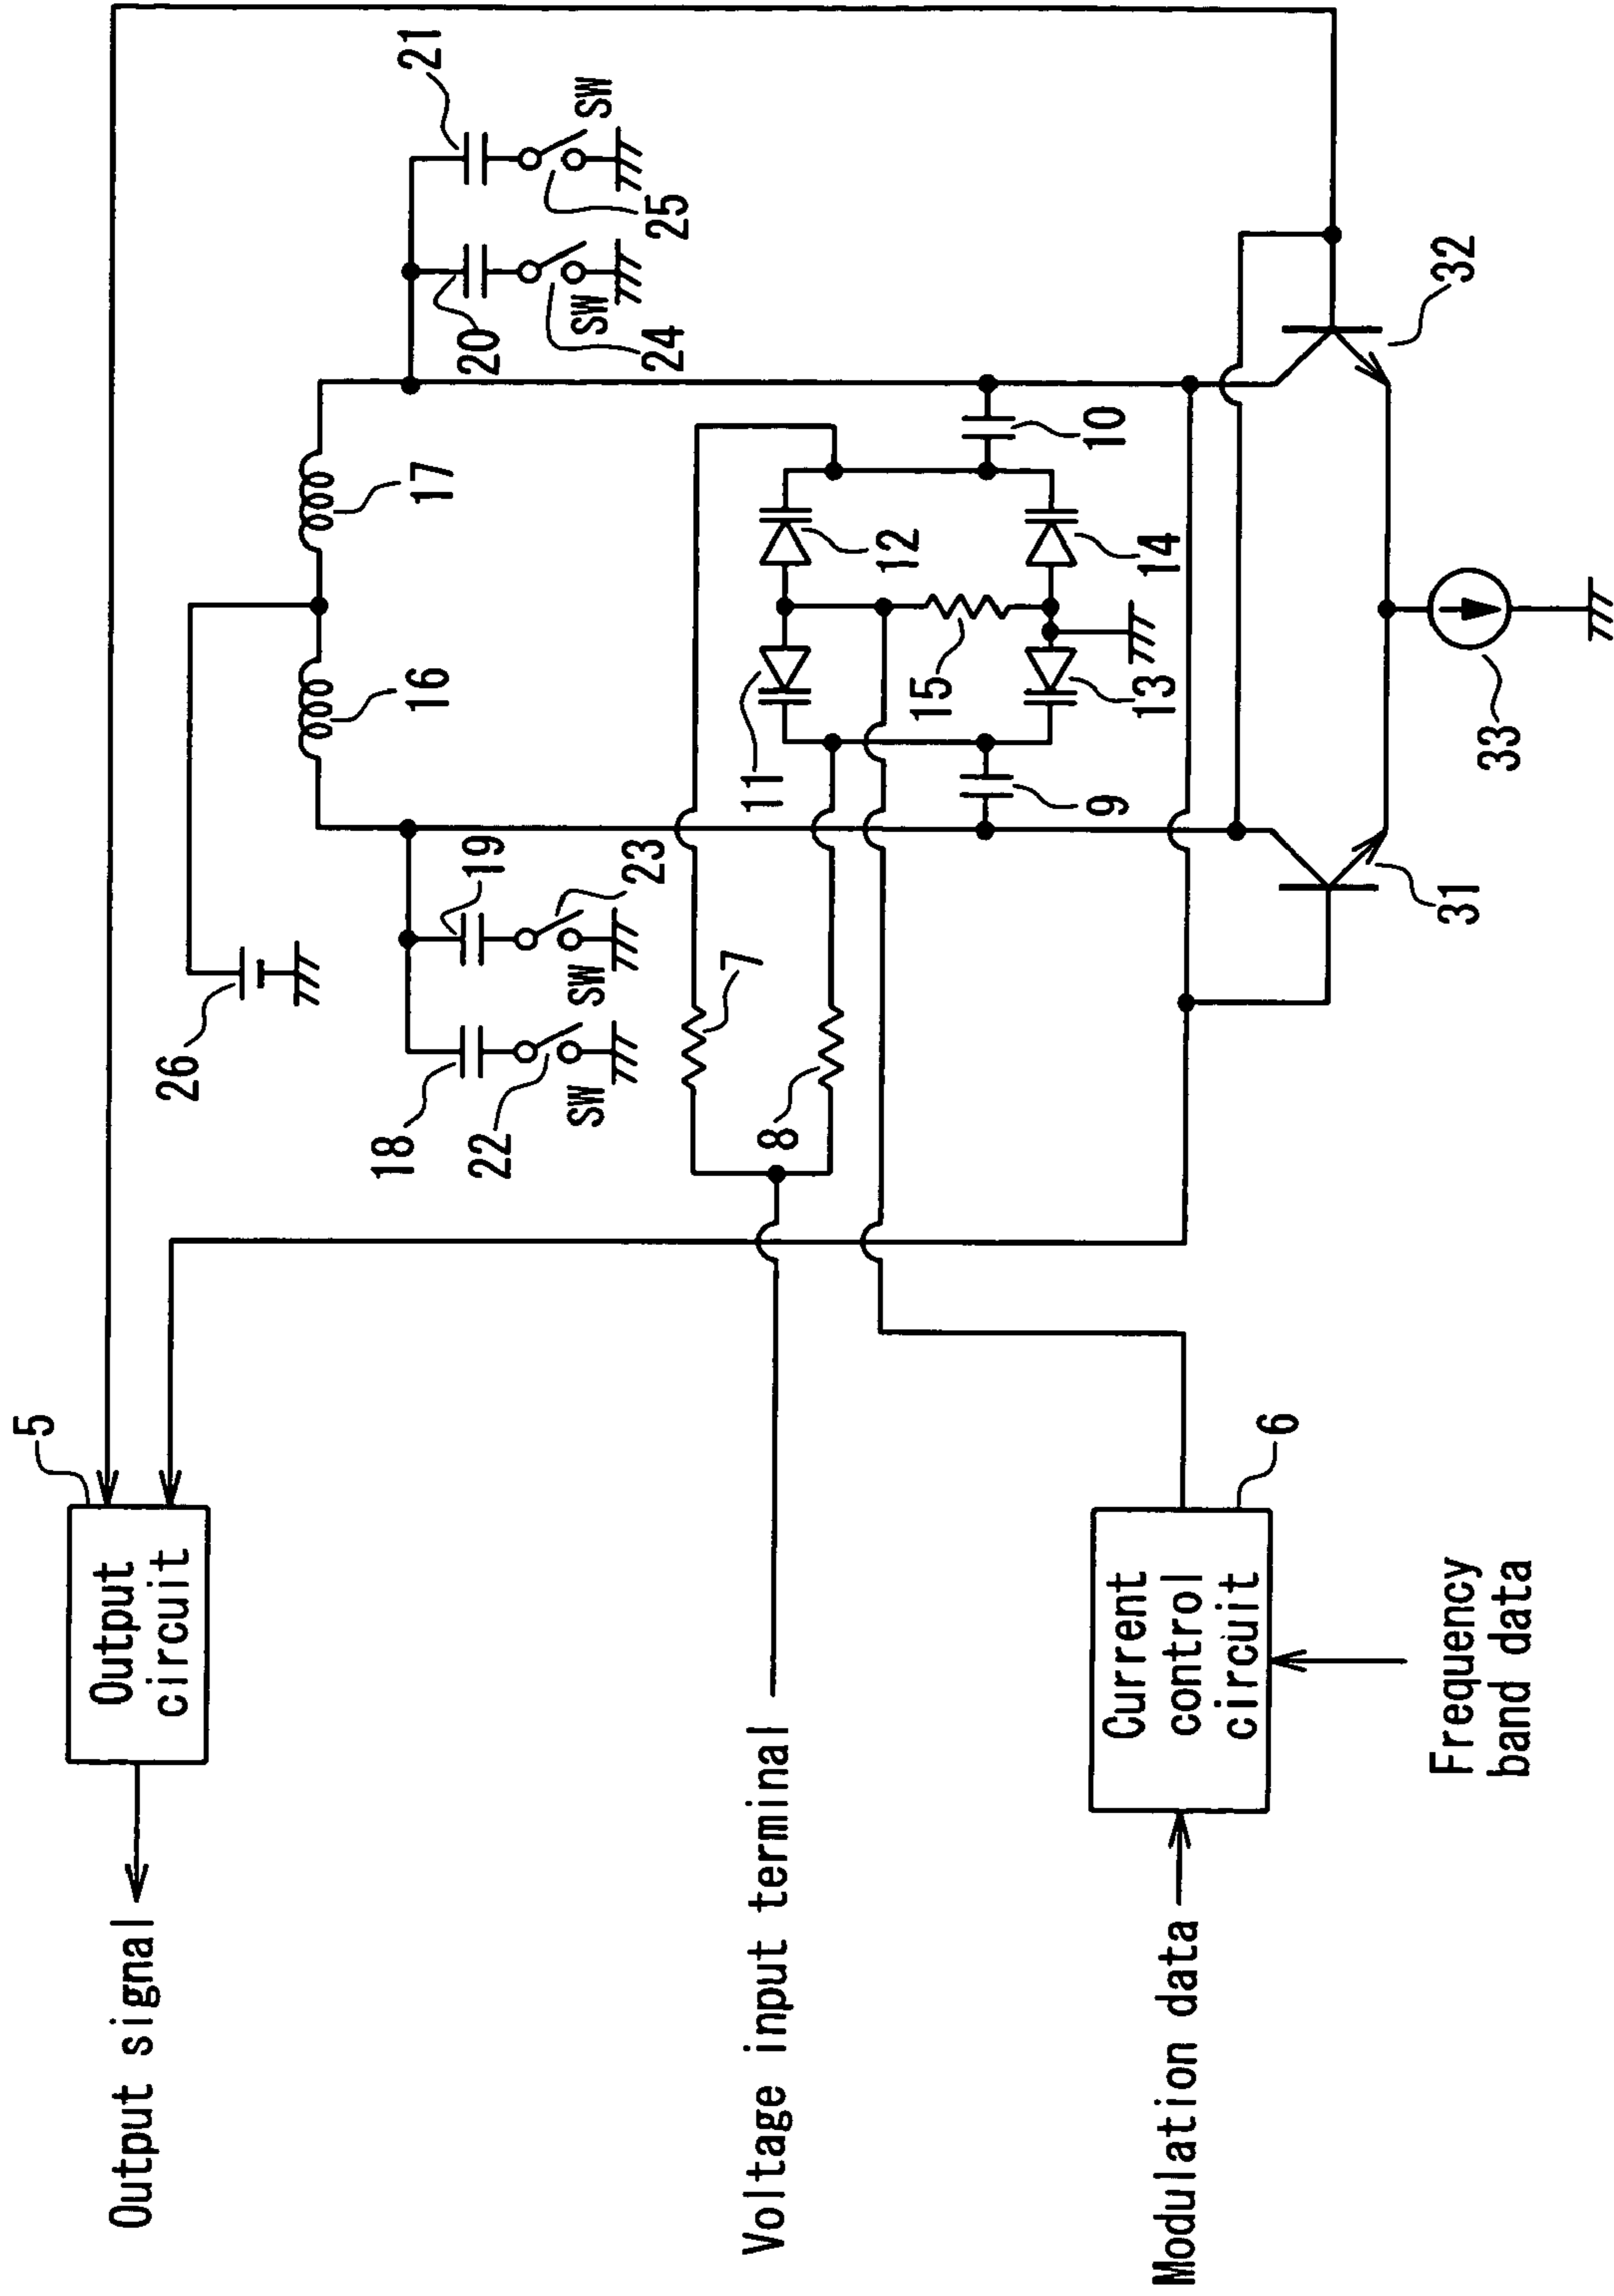 Output signal
Output
circuit
5
Voltage input terminal
Modulation data
Current
control
circuit
6
Frequency
band data
26
16
17
18
19
20
21
22
SW
23
SW
24
SW
25
SW
7
8
11
12
13
14
15
9
10
31
32
33